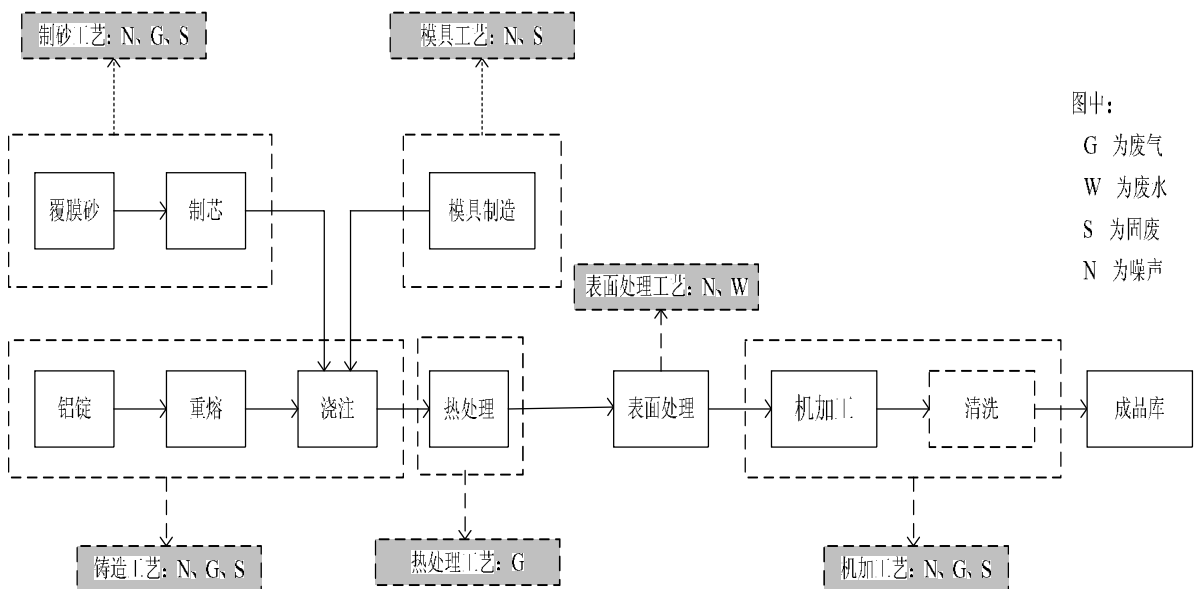 制砂工艺：N、G、S
模具工艺：N、S
图中：
G 为废气
W 为废水
S 为固废
N 为噪声
覆膜砂
制芯
模具制造
表面处理工艺：N、W
铝锭
重熔
浇注
热处理
表面处理
机加工
清洗
成品库
铸造工艺：N、G、S
热处理工艺：G
机加工艺：N、G、S